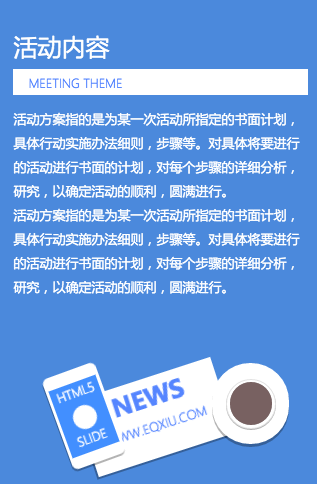 活动内容
MEETING THEME
活动方案指的是为某一次活动所指定的书面计划，
具体行动实施办法细则，步骤等。对具体将要进行
的活动进行书面的计划，对每个步骤的详细分析，
研究，以确定活动的顺利，圆满进行。
活动方案指的是为某一次活动所指定的书面计划，
具体行动实施办法细则，步骤等。对具体将要进行
的活动进行书面的计划，对每个步骤的详细分析，
研究，以确定活动的顺利，圆满进行。
HTML5
SLIDE
NEWS
WW.EQXIU.COM